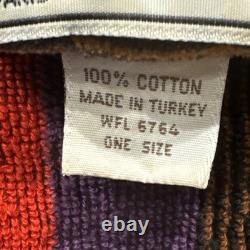 100% COTTON
MADE IN TURKEY
WFL 6764
ONE SIZE